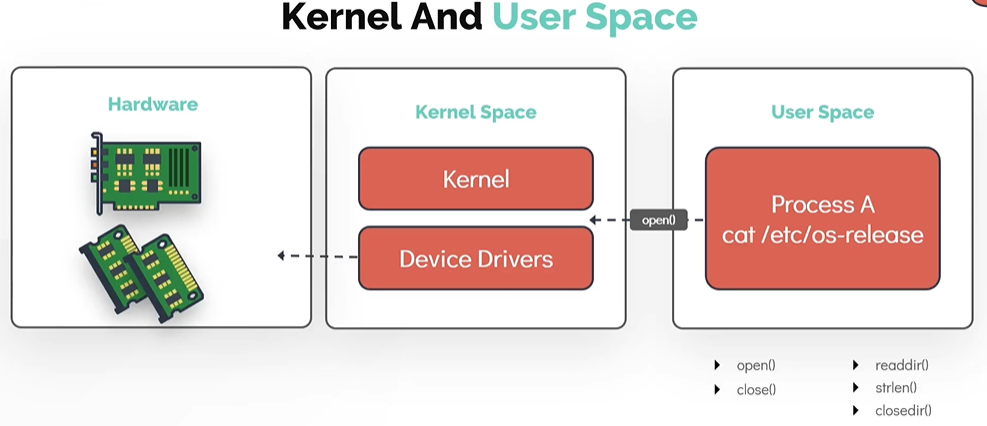 Kernel And User Space
Hardware
Kernel Space
User Space
Kernel
Device Drivers
open()
Process A
cat /etc/os-release
open()
close()
readdir()
strlen()
closedir()